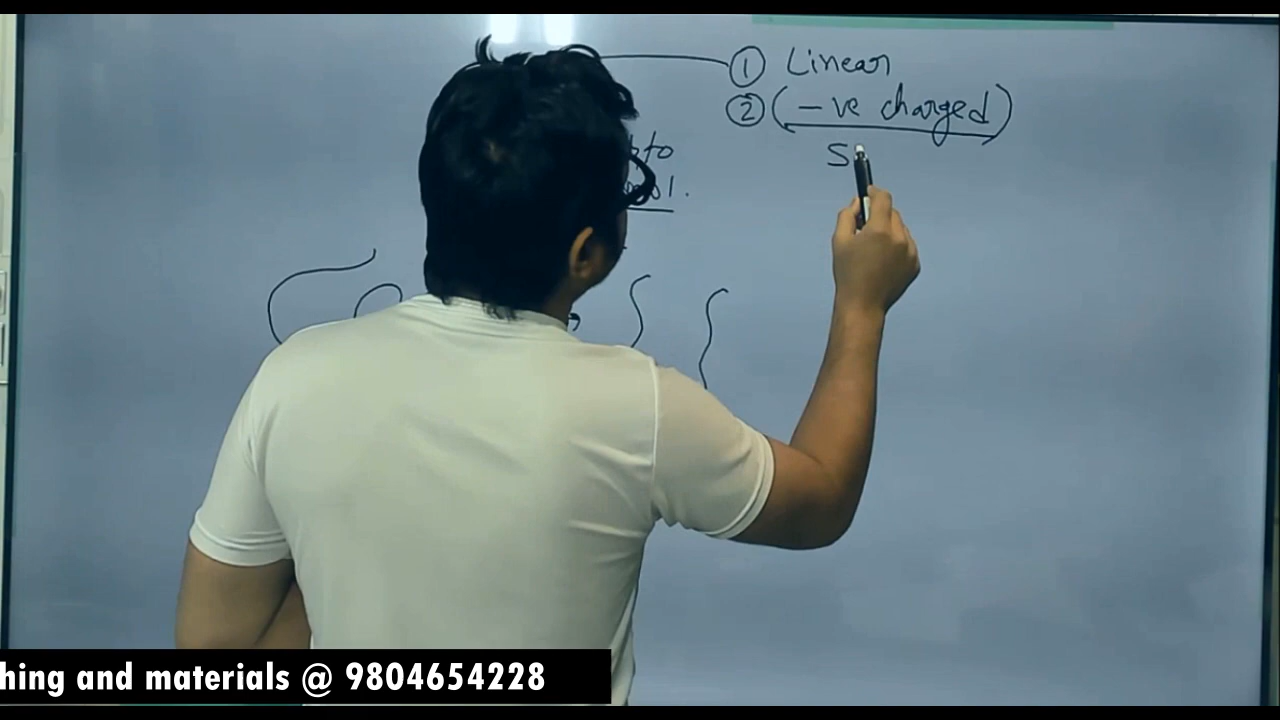 ① Linear
② (-ve charged)
S
hing and materials @ 9804654228